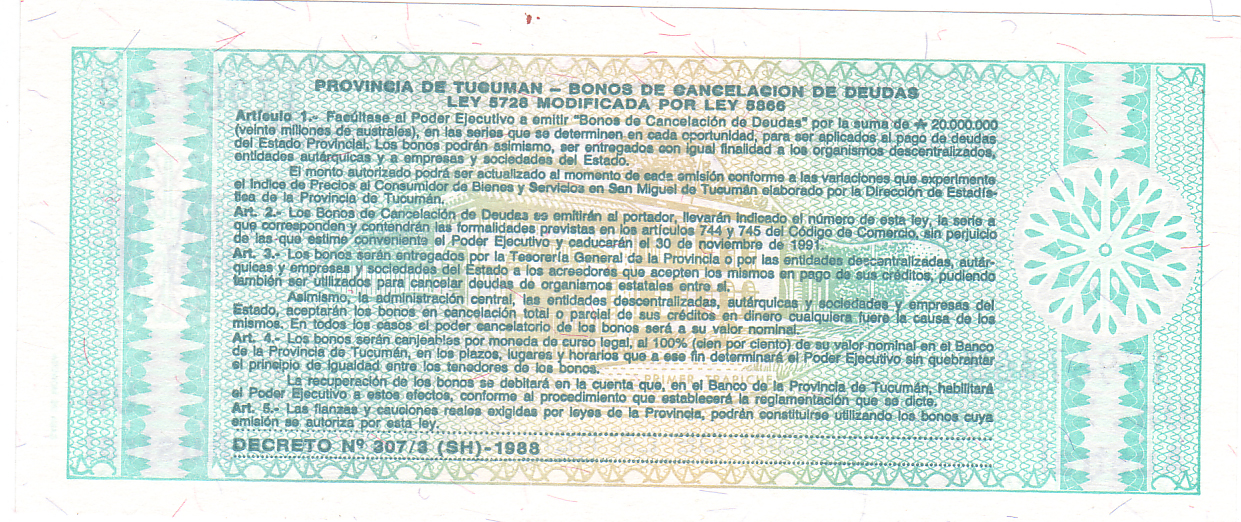 PROVINCIA DE TUCUMAN – BONOS DE CANCELACION DE DEUDAS
LEY 5728 MODIFICADA POR LEY 5866
Artículo 1.- Facúltase al Poder Ejecutivo a emitir "Bonos de Cancelación de Deudas" por la suma de ₳ 20.000.000
(veinte millones de australes), en las series que se determinen en cada oportunidad, para ser aplicados al pago de deudas
del Estado Provincial. Los bonos podrán asimismo, ser entregados con igual finalidad a los organismos descentralizados,
entidades autárquicas y a empresas y sociedades del Estado.
El monto autorizado podrá ser actualizado al momento de cada emisión conforme a las variaciones que experimente
el Indice de Precios al Consumidor de Bienes y Servicios en San Miguel de Tucumán elaborado por la Dirección de Estadís-
tica de la Provincia de Tucumán.
Art. 2.- Los Bonos de Cancelación de Deudas se emitirán al portador, llevarán indicado el número de esta ley, la serie a
que corresponden y contendrán las formalidades previstas en los artículos 744 y 745 del Código de Comercio, sin perjuicio
de las que estime conveniente el Poder Ejecutivo y caducarán el 30 de noviembre de 1991.
Art. 3.- Los bonos serán entregados por la Tesorería General de la Provincia o por las entidades descentralizadas, autár-
quicas y empresas y sociedades del Estado a los acreedores que acepten los mismos en pago de sus créditos, pudiendo
también ser utilizados para cancelar deudas de organismos estatales entre sí.
Asimismo, la administración central, las entidades descentralizadas, autárquicas y sociedades y empresas del
Estado, aceptarán los bonos en cancelación total o parcial de sus créditos en dinero cualquiera fuere la causa de los
mismos. En todos los casos el poder cancelatorio de los bonos será a su valor nominal.
Art. 4.- Los bonos serán canjeables por moneda de curso legal, al 100% (cien por ciento) de su valor nominal en el Banco
de la Provincia de Tucumán, en los plazos, lugares y horarios que a ese fin determinará el Poder Ejecutivo sin quebrantar
el principio de igualdad entre los tenedores de los bonos.
PRIMER TRAPICHE
La recuperación de los bonos se debitará en la cuenta que, en el Banco de la Provincia de Tucumán, habilitará
el Poder Ejecutivo a estos efectos, conforme al procedimiento que establecerá la reglamentación que se dicte.
Art. 5.- Las fianzas y cauciones reales exigidas por leyes de la Provincia, podrán constituirse utilizando los bonos cuya
emisión se autoriza por esta ley.
DECRETO Nº 307/3 (SH)-1988